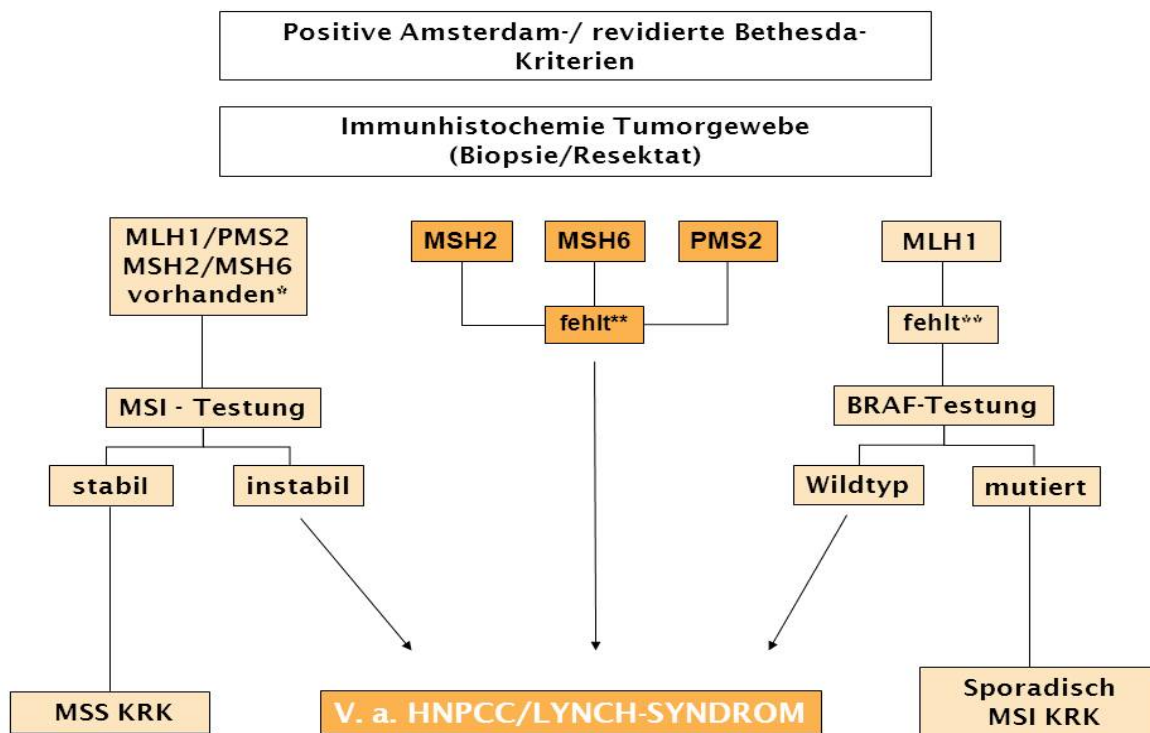 Positive Amsterdam-/ revidierte Bethesda-
Kriterien
Immunhistochemie Tumorgewebe
(Biopsie/Resektat)
MLH1/PMS2
MSH2/MSH6
vorhanden*
MSH2
MSH6
PMS2
MLH1
fehlt**
fehlt**
MSI - Testung
BRAF-Testung
stabil
instabil
Wildtyp
mutiert
MSS KRK
V. a. HNPCC/LYNCH-SYNDROM
Sporadisch
MSI KRK